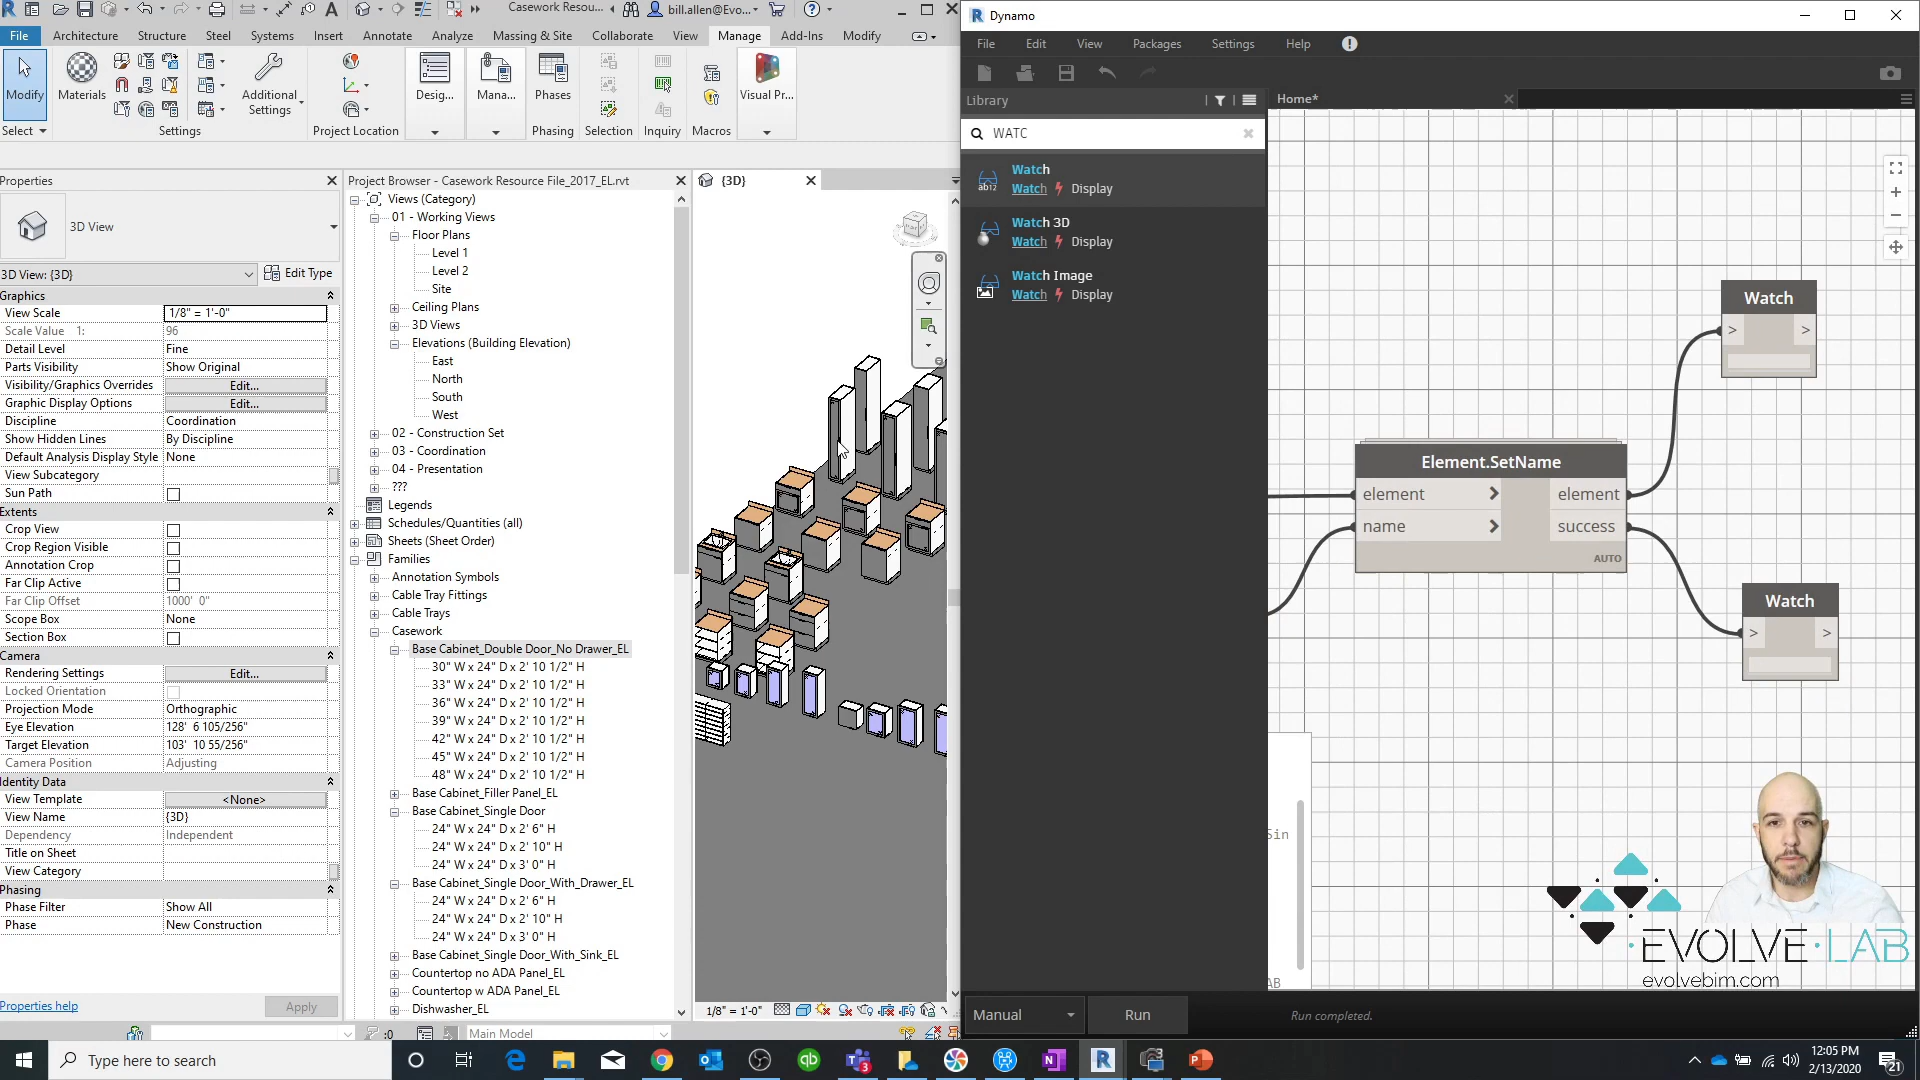 Casework Resou...
bill.allen@Evo...
File
Architecture
Structure
Steel
Systems
Insert
Annotate
Analyze
Massing & Site
Collaborate
View
Manage
Add-Ins
Modify
Modify
Materials
Additional
Settings
Desig...
Mana...
Phases
Visual Pr...
Select
Settings
Project Location
Phasing
Selection
Inquiry
Macros
Properties
3D View
3D View: {3D}
Edit Type
Graphics
View Scale 1/8" = 1'-0"
Scale Value 1: 96
Detail Level Fine
Parts Visibility Show Original
Visibility/Graphics Overrides Edit...
Graphic Display Options Edit...
Discipline Coordination
Show Hidden Lines By Discipline
Default Analysis Display Style None
View Subcategory
Sun Path
Extents
Crop View
Crop Region Visible
Annotation Crop
Far Clip Active
Far Clip Offset 1000' 0"
Scope Box None
Section Box
Camera
Rendering Settings Edit...
Locked Orientation
Projection Mode Orthographic
Eye Elevation 128' 6 105/256"
Target Elevation 103' 10 55/256"
Camera Position Adjusting
Identity Data
View Template <None>
View Name {3D}
Dependency Independent
Title on Sheet
View Category
Phasing
Phase Filter Show All
Phase New Construction
Properties help
Apply
Project Browser - Casework Resource File_2017_EL.rvt
Views (Category)
01 - Working Views
Floor Plans
Level 1
Level 2
Site
Ceiling Plans
3D Views
Elevations (Building Elevation)
East
North
South
West
02 - Construction Set
03 - Coordination
04 - Presentation
???
Legends
Schedules/Quantities (all)
Sheets (Sheet Order)
Families
Annotation Symbols
Cable Tray Fittings
Cable Trays
Casework
Base Cabinet_Double Door_No Drawer_EL
30" W x 24" D x 2' 10 1/2" H
33" W x 24" D x 2' 10 1/2" H
36" W x 24" D x 2' 10 1/2" H
39" W x 24" D x 2' 10 1/2" H
42" W x 24" D x 2' 10 1/2" H
45" W x 24" D x 2' 10 1/2" H
48" W x 24" D x 2' 10 1/2" H
Base Cabinet_Filler Panel_EL
Base Cabinet_Single Door
24" W x 24" D x 2' 6" H
24" W x 24" D x 2' 10" H
24" W x 24" D x 3' 0" H
Base Cabinet_Single Door_With_Drawer_EL
24" W x 24" D x 2' 6" H
24" W x 24" D x 2' 10" H
24" W x 24" D x 3' 0" H
Base Cabinet_Single Door_With_Sink_EL
Countertop no ADA Panel_EL
Countertop w ADA Panel_EL
Dishwasher_EL
{3D}
1/8" = 1'-0"
:0
Main Model
Dynamo
File
Edit
View
Packages
Settings
Help
Library
WATC
Watch
Watch Display
Watch 3D
Watch Display
Watch Image
Watch Display
Home*
Watch
>
>
Element.SetName
element
element
name
success
AUTO
Watch
>
>
Sin
AB
EVOLVE LAB
evolvebim.com
Manual
Run
Run completed.
Type here to search
12:05 PM
2/13/2020
21